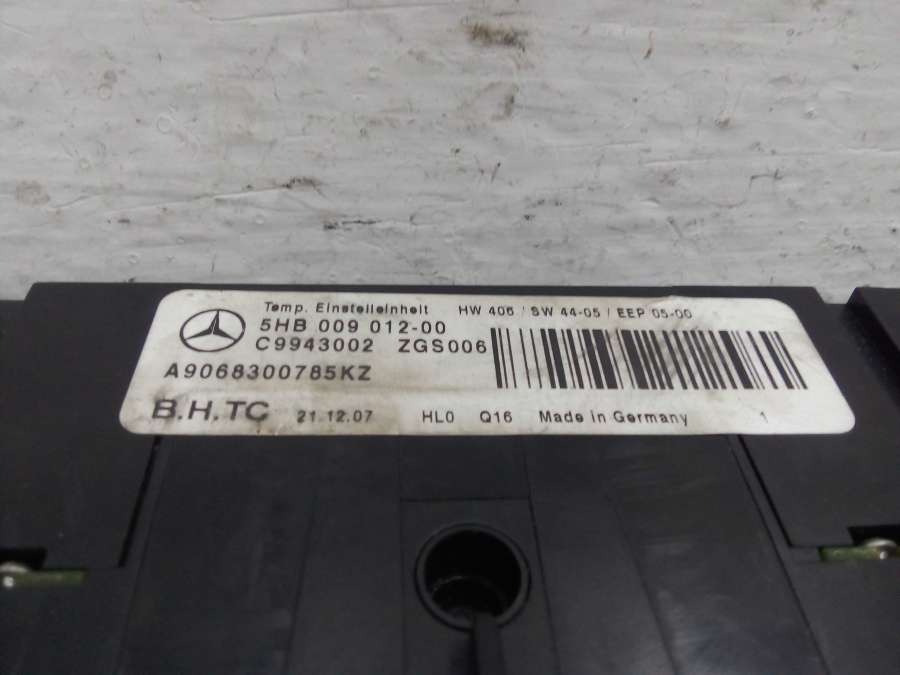 Temp. Einstelleinheit HW 406 / SW 44-05 / EEP 05-00
5HB 009 012-00
C9943002 ZGS006
A9068300785KZ
B.H.TC 21.12.07 HL0 Q16 Made in Germany 1